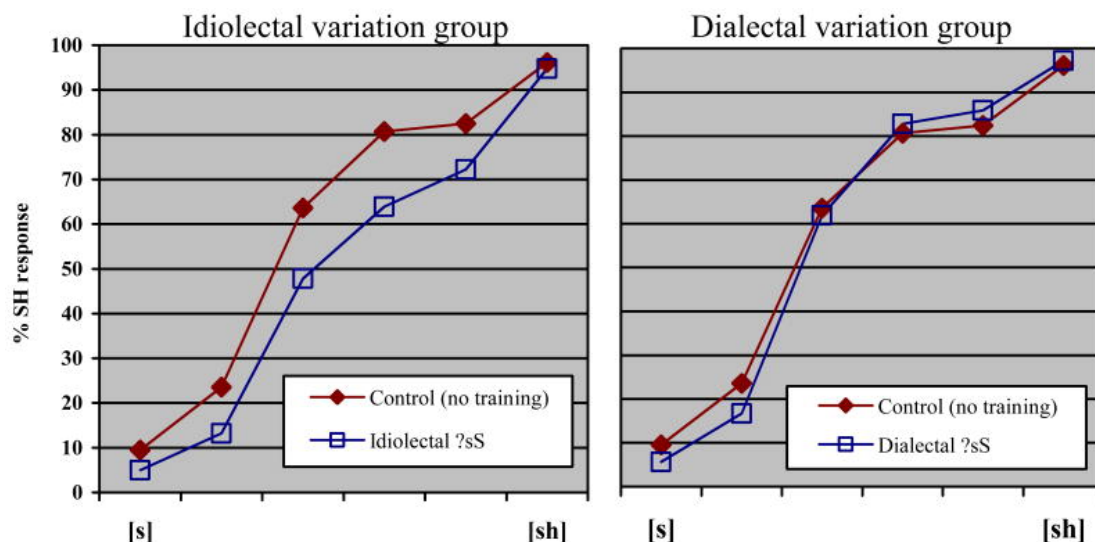 Idiolectal variation group
Dialectal variation group
% SH response
100
90
80
70
60
50
40
30
20
10
0
Control (no training)
Idiolectal ?sS
[s]
[sh]
Control (no training)
Dialectal ?sS
[s]
[sh]